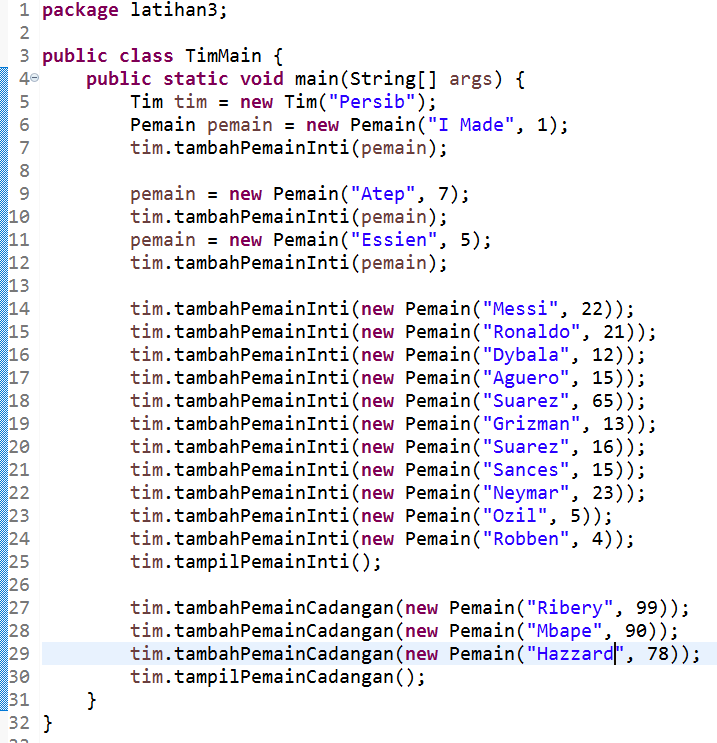 1 package latihan3;
2
3 public class TimMain {
4     public static void main(String[] args) {
5         Tim tim = new Tim("Persib");
6         Pemain pemain = new Pemain("I Made", 1);
7         tim.tambahPemainInti(pemain);
8
9         pemain = new Pemain("Atep", 7);
10         tim.tambahPemainInti(pemain);
11         pemain = new Pemain("Essien", 5);
12         tim.tambahPemainInti(pemain);
13
14         tim.tambahPemainInti(new Pemain("Messi", 22));
15         tim.tambahPemainInti(new Pemain("Ronaldo", 21));
16         tim.tambahPemainInti(new Pemain("Dybala", 12));
17         tim.tambahPemainInti(new Pemain("Aguero", 15));
18         tim.tambahPemainInti(new Pemain("Suarez", 65));
19         tim.tambahPemainInti(new Pemain("Grizman", 13));
20         tim.tambahPemainInti(new Pemain("Suarez", 16));
21         tim.tambahPemainInti(new Pemain("Sances", 15));
22         tim.tambahPemainInti(new Pemain("Neymar", 23));
23         tim.tambahPemainInti(new Pemain("Ozil", 5));
24         tim.tambahPemainInti(new Pemain("Robben", 4));
25         tim.tampilPemainInti();
26
27         tim.tambahPemainCadangan(new Pemain("Ribery", 99));
28         tim.tambahPemainCadangan(new Pemain("Mbape", 90));
29         tim.tambahPemainCadangan(new Pemain("Hazzard", 78));
30         tim.tampilPemainCadangan();
31     }
32 }